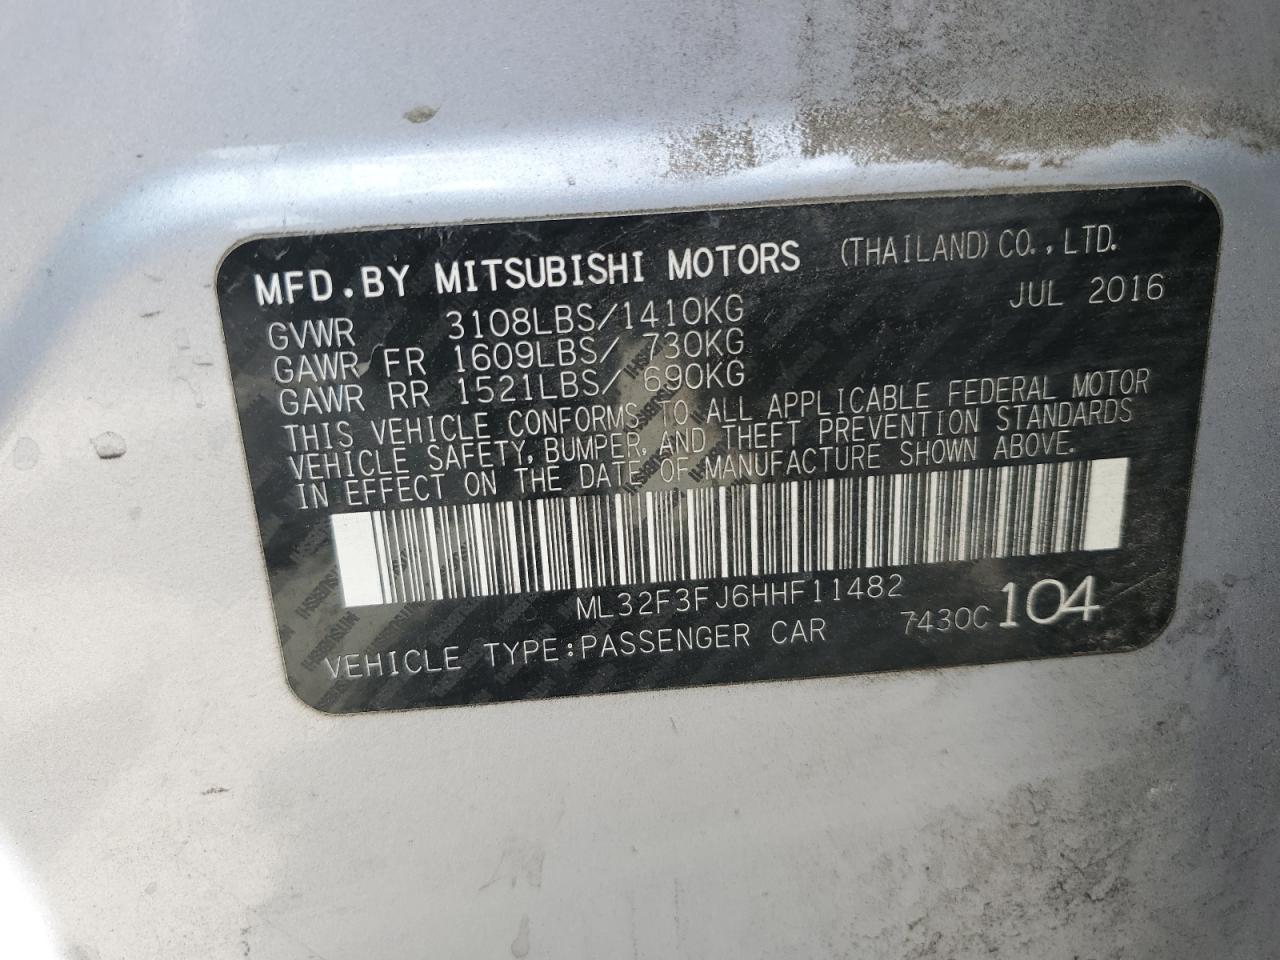 MFD.BY MITSUBISHI MOTORS (THAILAND)CO.,LTD.
JUL 2016
GVWR 3108LBS/1410KG
GAWR FR 1609LBS/ 730KG
GAWR RR 1521LBS/ 690KG
THIS VEHICLE CONFORMS TO ALL APPLICABLE FEDERAL MOTOR
VEHICLE SAFETY, BUMPER, AND THEFT PREVENTION STANDARDS
IN EFFECT ON THE DATE OF MANUFACTURE SHOWN ABOVE.
ML32F3FJ6HHF11482
7430C 104
VEHICLE TYPE:PASSENGER CAR